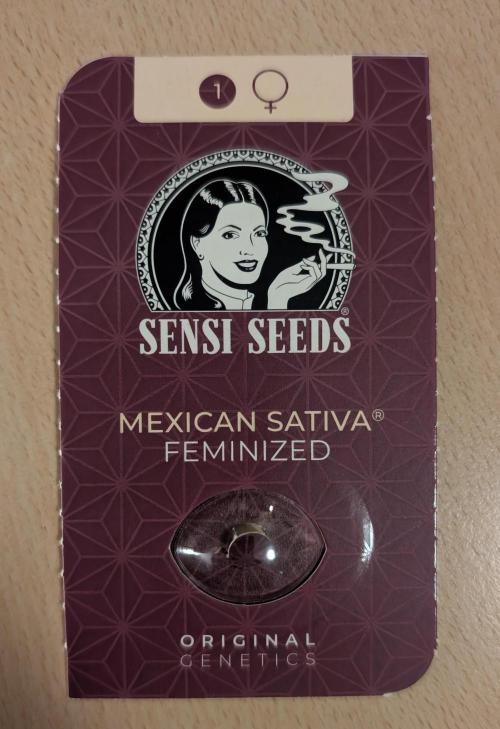 1
SENSI SEEDS®
MEXICAN SATIVA®
FEMINIZED
ORIGINAL
GENETICS